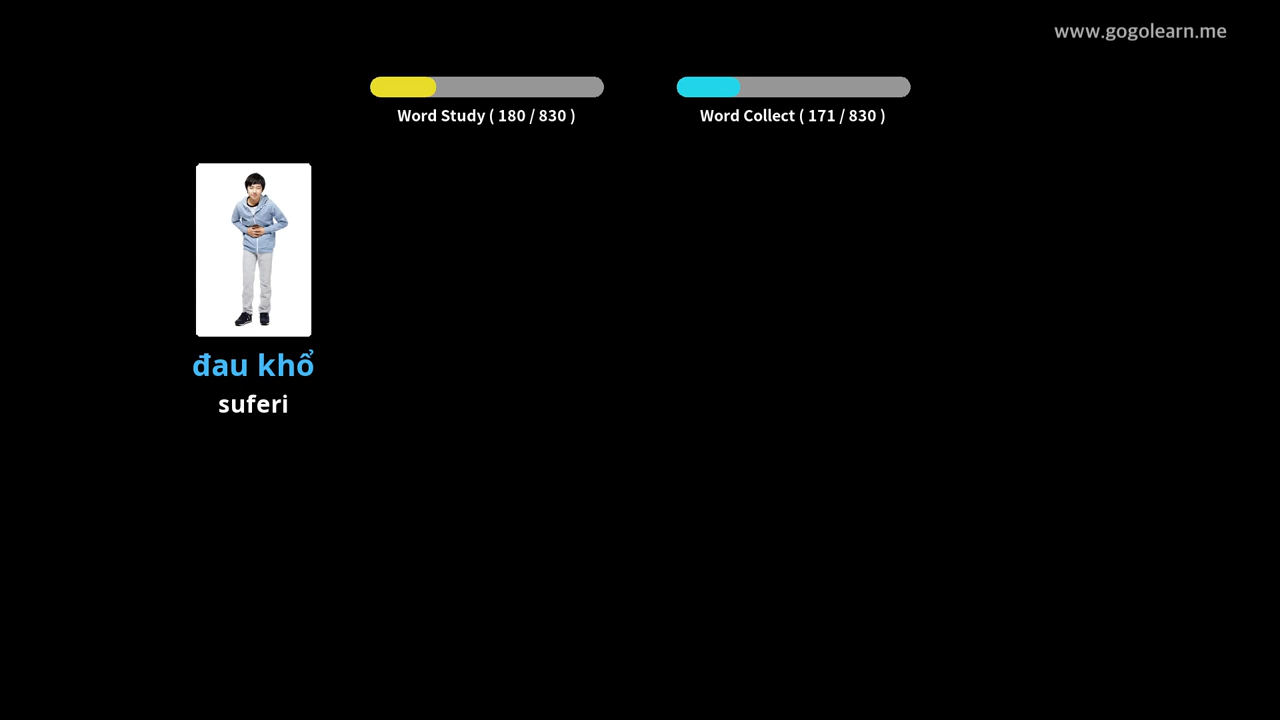 www.gogolearn.me
Word Study ( 180 / 830 )
Word Collect ( 171 / 830 )
đau khổ
suferi